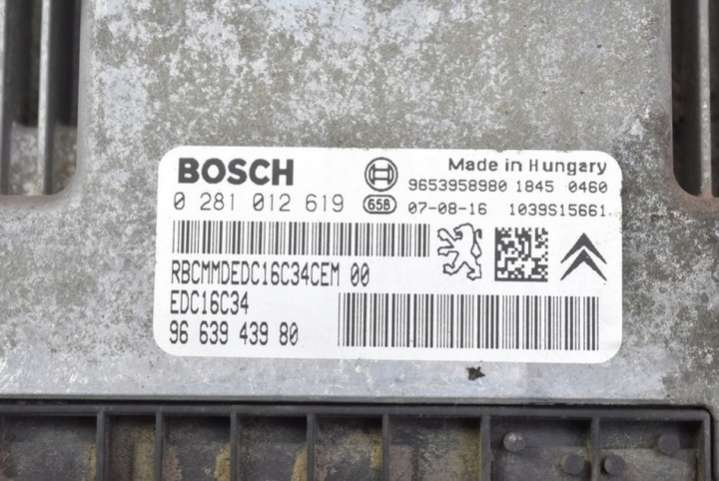 BOSCH
Made in Hungary
9653958980 1845 0460
0 281 012 619 658 07-08-16 1039S15661
RBCMMDEDC16C34CEM 00
EDC16C34
96 639 439 80